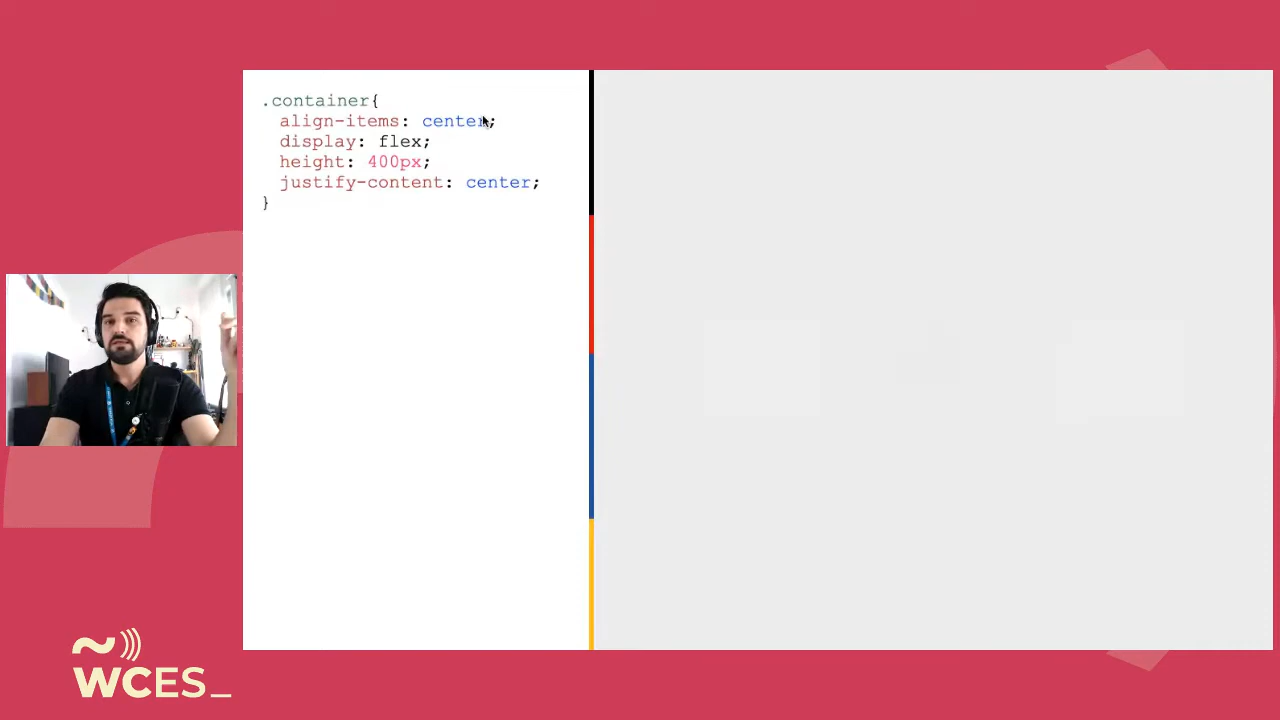 .container{
align-items: center;
display: flex;
height: 400px;
justify-content: center;
}
WCES_